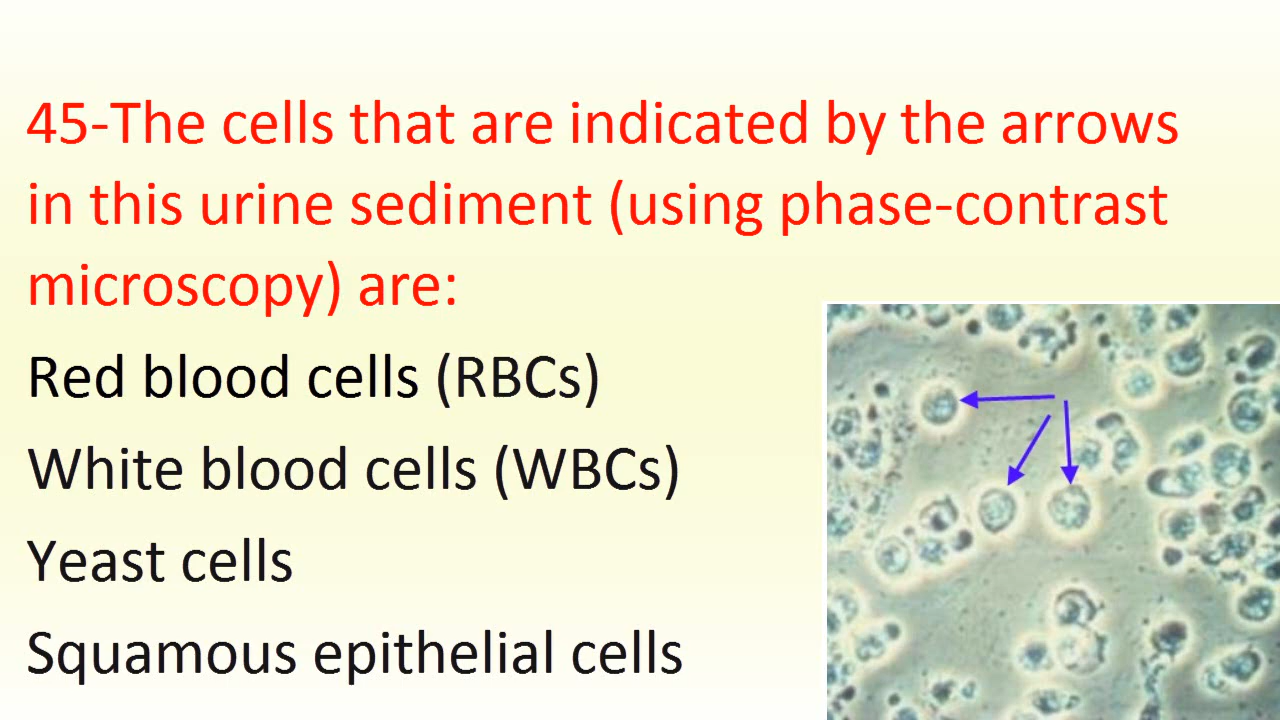 45-The cells that are indicated by the arrows
in this urine sediment (using phase-contrast
microscopy) are:
Red blood cells (RBCs)
White blood cells (WBCs)
Yeast cells
Squamous epithelial cells